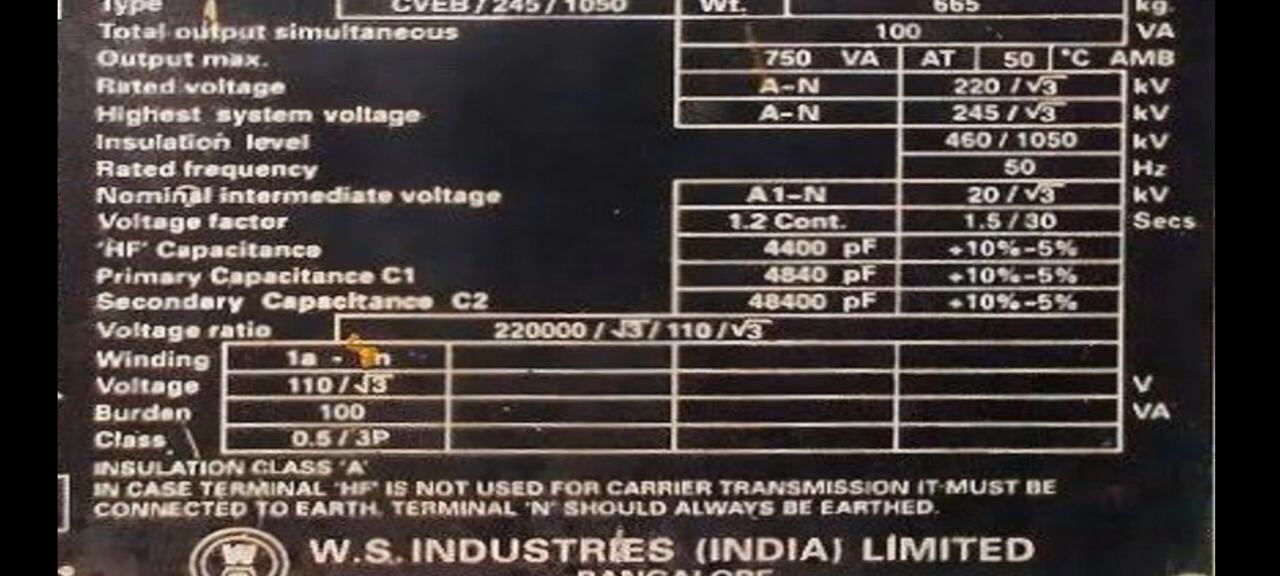 Type CVEB / 245 / 1050 Wt. 665 kg.
Total output simultaneous 100 VA
Output max. 750 VA AT 50 °C AMB
Rated voltage A-N 220 / √3 kV
Highest system voltage A-N 245 / √3 kV
Insulation level 460 / 1050 kV
Rated frequency 50 Hz
Nominal intermediate voltage A1-N 20 / √3 kV
Voltage factor 1.2 Cont. 1.5 / 30 Secs
'HF' Capacitance 4400 pF +10%-5%
Primary Capacitance C1 4840 pF +10%-5%
Secondary Capacitance C2 48400 pF +10%-5%
Voltage ratio 220000 / √3 / 110 / √3
Winding 1a - n
Voltage 110 / √3 V
Burden 100 VA
Class 0.5 / 3P
INSULATION CLASS 'A'
IN CASE TERMINAL 'HF' IS NOT USED FOR CARRIER TRANSMISSION IT MUST BE
CONNECTED TO EARTH. TERMINAL 'N' SHOULD ALWAYS BE EARTHED.
W.S. INDUSTRIES (INDIA) LIMITED
BANGALORE